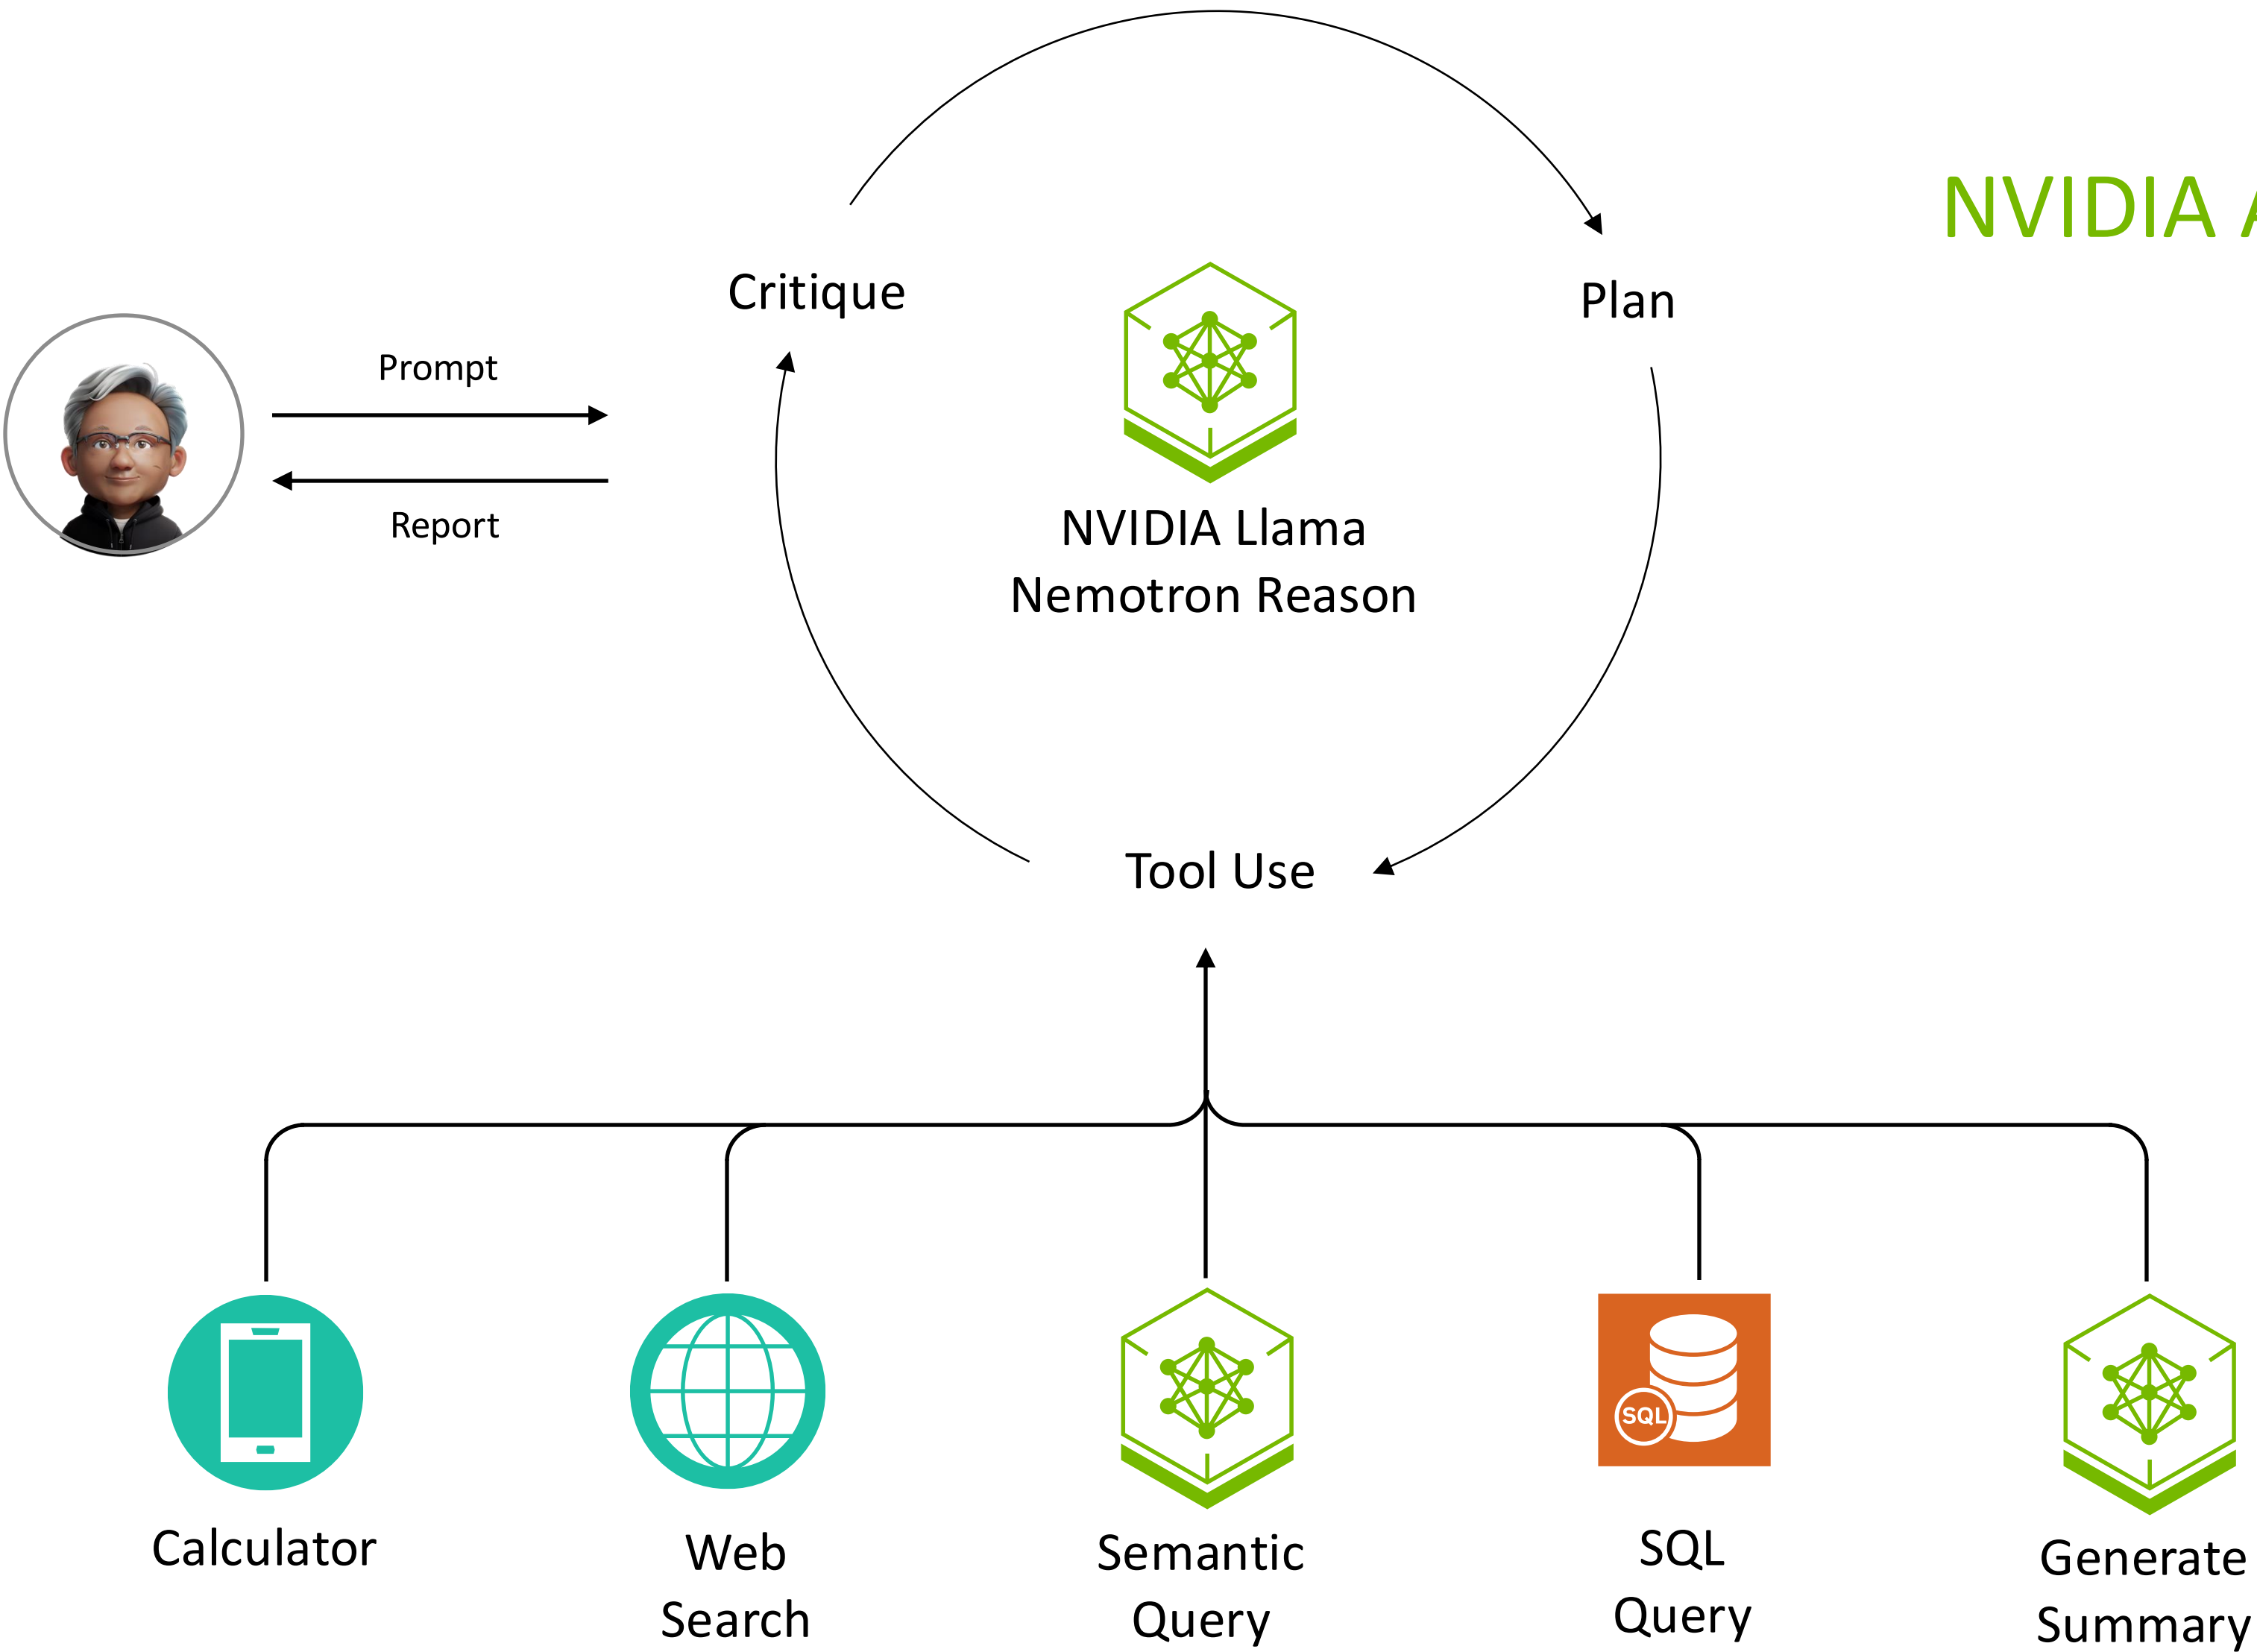 NVIDIA
Critique
Plan
Prompt
Report
NVIDIA Llama
Nemotron Reason
Tool Use
SQL
Calculator
Web
Search
Semantic
Query
SQL
Query
Generate
Summary